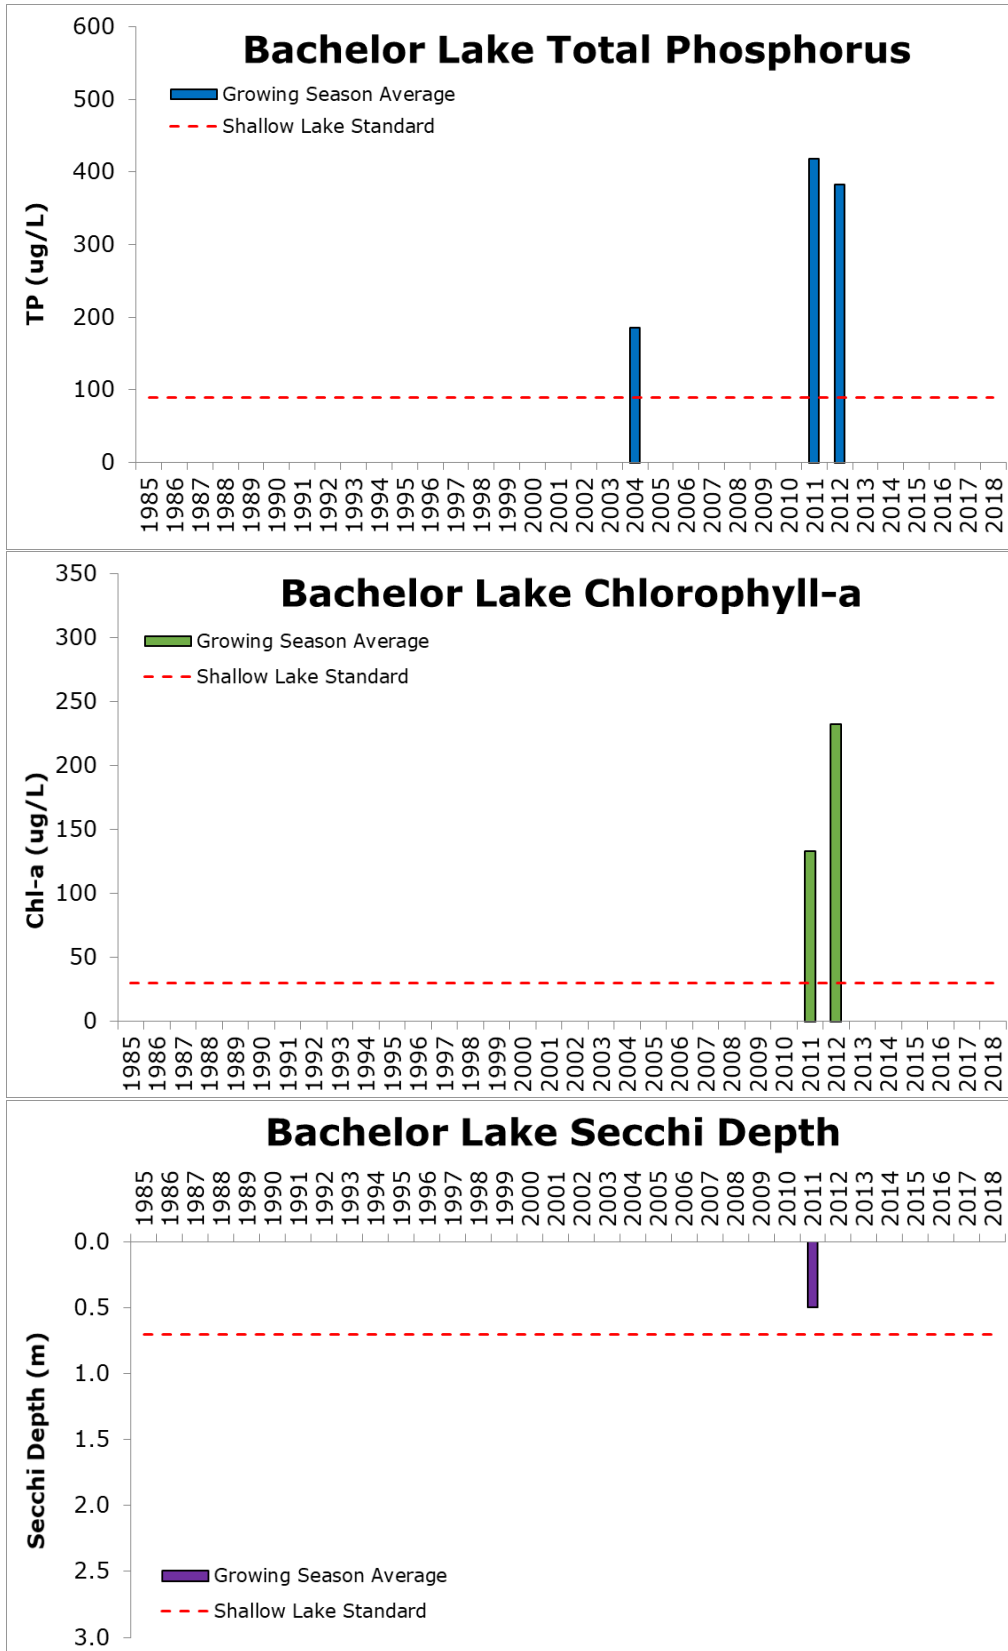 Bachelor Lake Total Phosphorus
Growing Season Average
Shallow Lake Standard
TP (ug/L)
600
500
400
300
200
100
0
1985 1986 1987 1988 1989 1990 1991 1992 1993 1994 1995 1996 1997 1998 1999 2000 2001 2002 2003 2004 2005 2006 2007 2008 2009 2010 2011 2012 2013 2014 2015 2016 2017 2018
Bachelor Lake Chlorophyll-a
Growing Season Average
Shallow Lake Standard
Chl-a (ug/L)
350
300
250
200
150
100
50
0
1985 1986 1987 1988 1989 1990 1991 1992 1993 1994 1995 1996 1997 1998 1999 2000 2001 2002 2003 2004 2005 2006 2007 2008 2009 2010 2011 2012 2013 2014 2015 2016 2017 2018
Bachelor Lake Secchi Depth
1985 1986 1987 1988 1989 1990 1991 1992 1993 1994 1995 1996 1997 1998 1999 2000 2001 2002 2003 2004 2005 2006 2007 2008 2009 2010 2011 2012 2013 2014 2015 2016 2017 2018
Secchi Depth (m)
0.0
0.5
1.0
1.5
2.0
2.5
3.0
Growing Season Average
Shallow Lake Standard